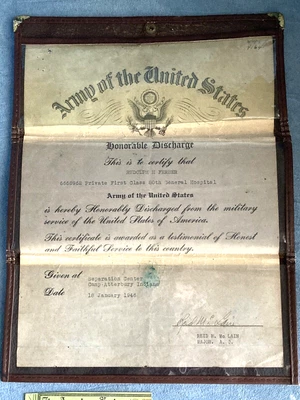 Army of the United States
Honorable Discharge
This is to certify that
RUDOLPH H
Private First Class General Hospital
Army of the United States
is hereby Honorably Discharged from the military
service of the United States of America.
This certificate is awarded as a testimonial of Honest
and Faithful Service to this country.
Given at Separation Center
Camp Atterbury Indiana
Date 18 January 1946
MAJOR, A. C.